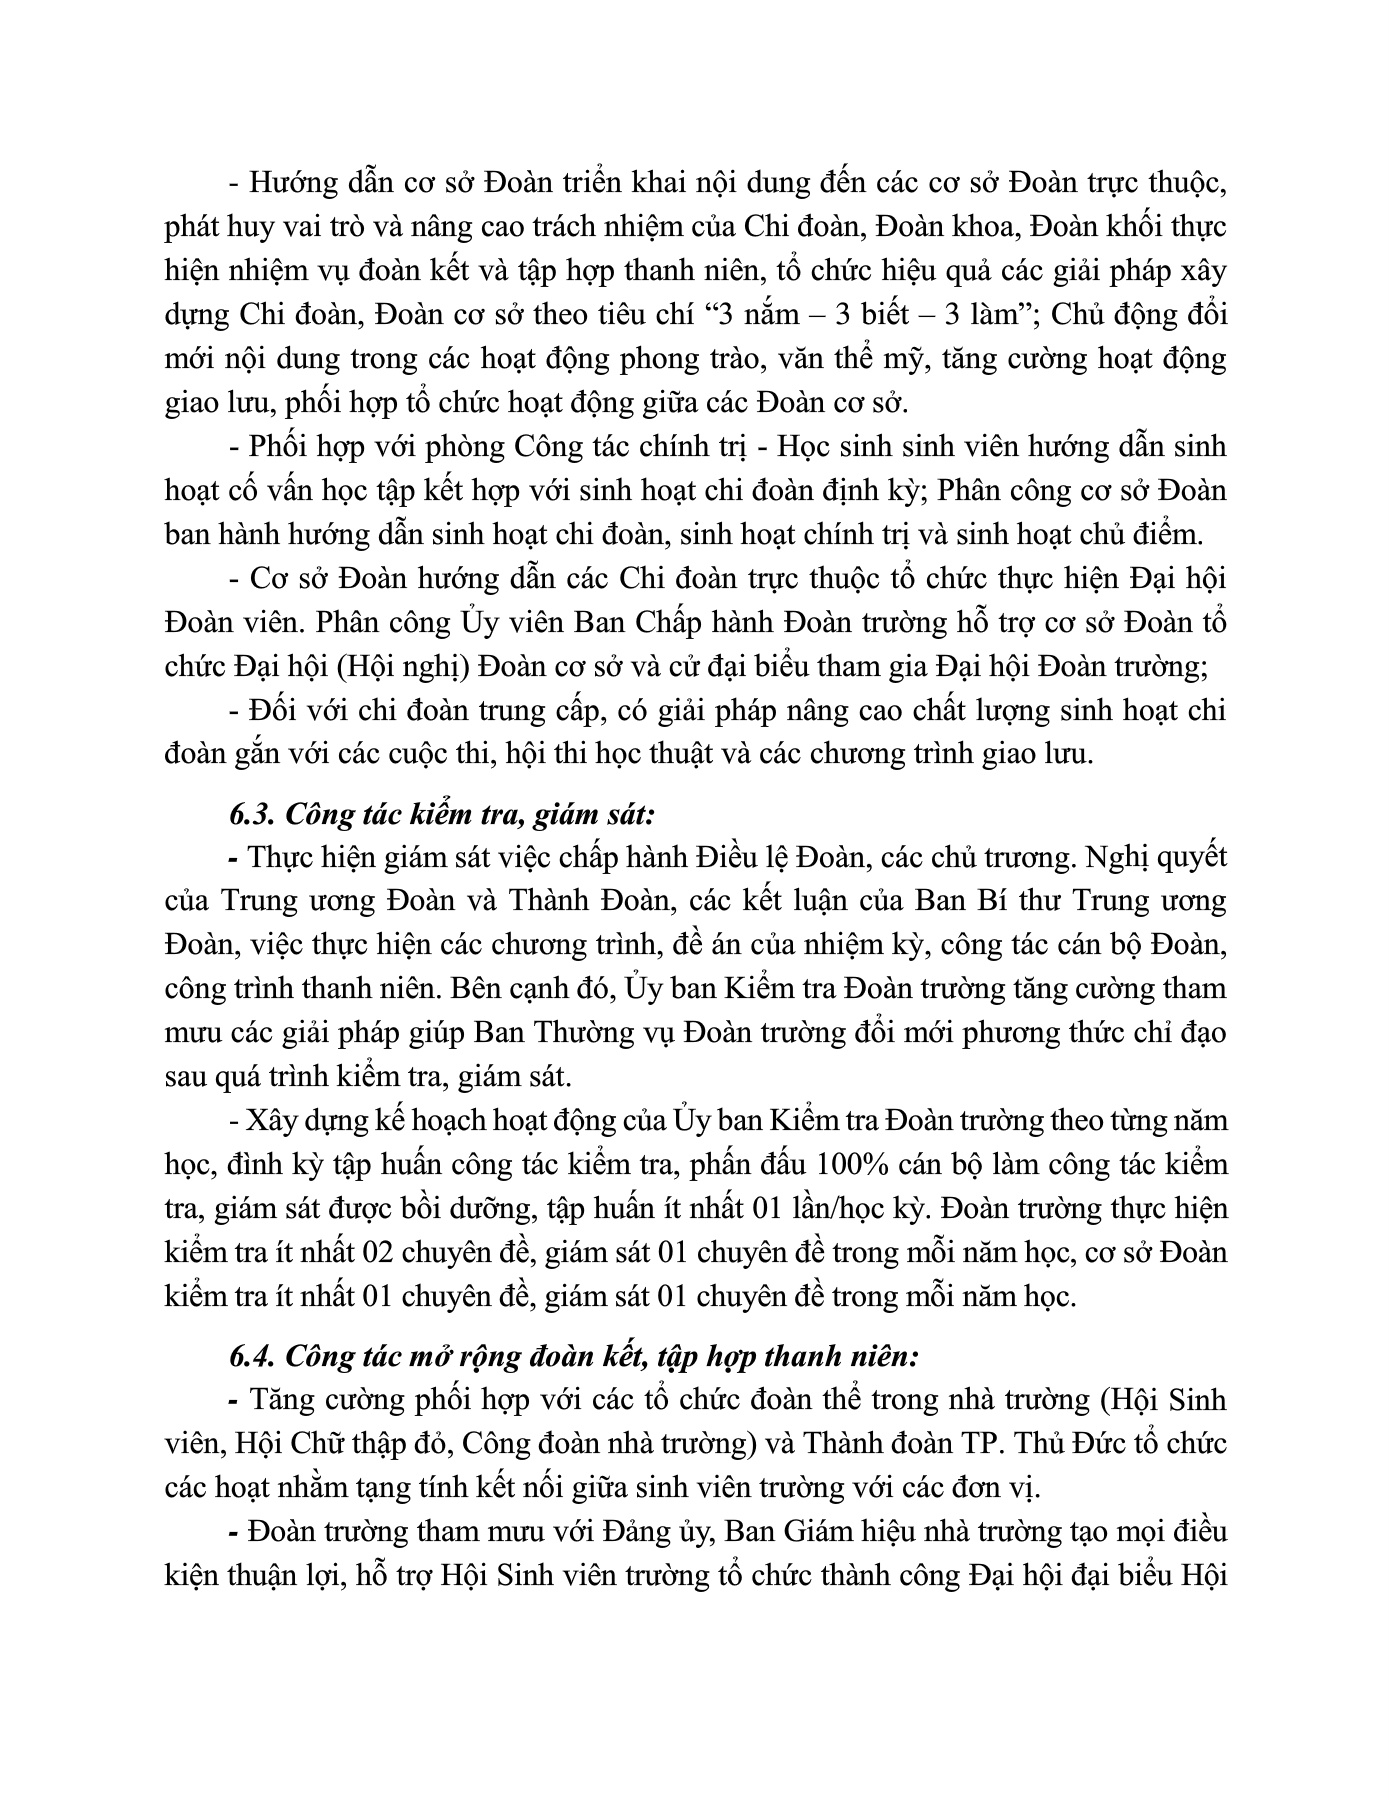 - Hướng dẫn cơ sở Đoàn triển khai nội dung đến các cơ sở Đoàn trực thuộc,
phát huy vai trò và nâng cao trách nhiệm của Chi đoàn, Đoàn khoa, Đoàn khối thực
hiện nhiệm vụ đoàn kết và tập hợp thanh niên, tổ chức hiệu quả các giải pháp xây
dựng Chi đoàn, Đoàn cơ sở theo tiêu chí “3 nắm – 3 biết – 3 làm”; Chủ động đổi
mới nội dung trong các hoạt động phong trào, văn thể mỹ, tăng cường hoạt động
giao lưu, phối hợp tổ chức hoạt động giữa các Đoàn cơ sở.
- Phối hợp với phòng Công tác chính trị - Học sinh sinh viên hướng dẫn sinh
hoạt cố vấn học tập kết hợp với sinh hoạt chi đoàn định kỳ; Phân công cơ sở Đoàn
ban hành hướng dẫn sinh hoạt chi đoàn, sinh hoạt chính trị và sinh hoạt chủ điểm.
- Cơ sở Đoàn hướng dẫn các Chi đoàn trực thuộc tổ chức thực hiện Đại hội
Đoàn viên. Phân công Ủy viên Ban Chấp hành Đoàn trường hỗ trợ cơ sở Đoàn tổ
chức Đại hội (Hội nghị) Đoàn cơ sở và cử đại biểu tham gia Đại hội Đoàn trường;
- Đối với chi đoàn trung cấp, có giải pháp nâng cao chất lượng sinh hoạt chi
đoàn gắn với các cuộc thi, hội thi học thuật và các chương trình giao lưu.
6.3. Công tác kiểm tra, giám sát:
- Thực hiện giám sát việc chấp hành Điều lệ Đoàn, các chủ trương. Nghị quyết
của Trung ương Đoàn và Thành Đoàn, các kết luận của Ban Bí thư Trung ương
Đoàn, việc thực hiện các chương trình, đề án của nhiệm kỳ, công tác cán bộ Đoàn,
công trình thanh niên. Bên cạnh đó, Ủy ban Kiểm tra Đoàn trường tăng cường tham
mưu các giải pháp giúp Ban Thường vụ Đoàn trường đổi mới phương thức chỉ đạo
sau quá trình kiểm tra, giám sát.
- Xây dựng kế hoạch hoạt động của Ủy ban Kiểm tra Đoàn trường theo từng năm
học, đình kỳ tập huấn công tác kiểm tra, phấn đấu 100% cán bộ làm công tác kiểm
tra, giám sát được bồi dưỡng, tập huấn ít nhất 01 lần/học kỳ. Đoàn trường thực hiện
kiểm tra ít nhất 02 chuyên đề, giám sát 01 chuyên đề trong mỗi năm học, cơ sở Đoàn
kiểm tra ít nhất 01 chuyên đề, giám sát 01 chuyên đề trong mỗi năm học.
6.4. Công tác mở rộng đoàn kết, tập hợp thanh niên:
- Tăng cường phối hợp với các tổ chức đoàn thể trong nhà trường (Hội Sinh
viên, Hội Chữ thập đỏ, Công đoàn nhà trường) và Thành đoàn TP. Thủ Đức tổ chức
các hoạt nhằm tạng tính kết nối giữa sinh viên trường với các đơn vị.
- Đoàn trường tham mưu với Đảng ủy, Ban Giám hiệu nhà trường tạo mọi điều
kiện thuận lợi, hỗ trợ Hội Sinh viên trường tổ chức thành công Đại hội đại biểu Hội